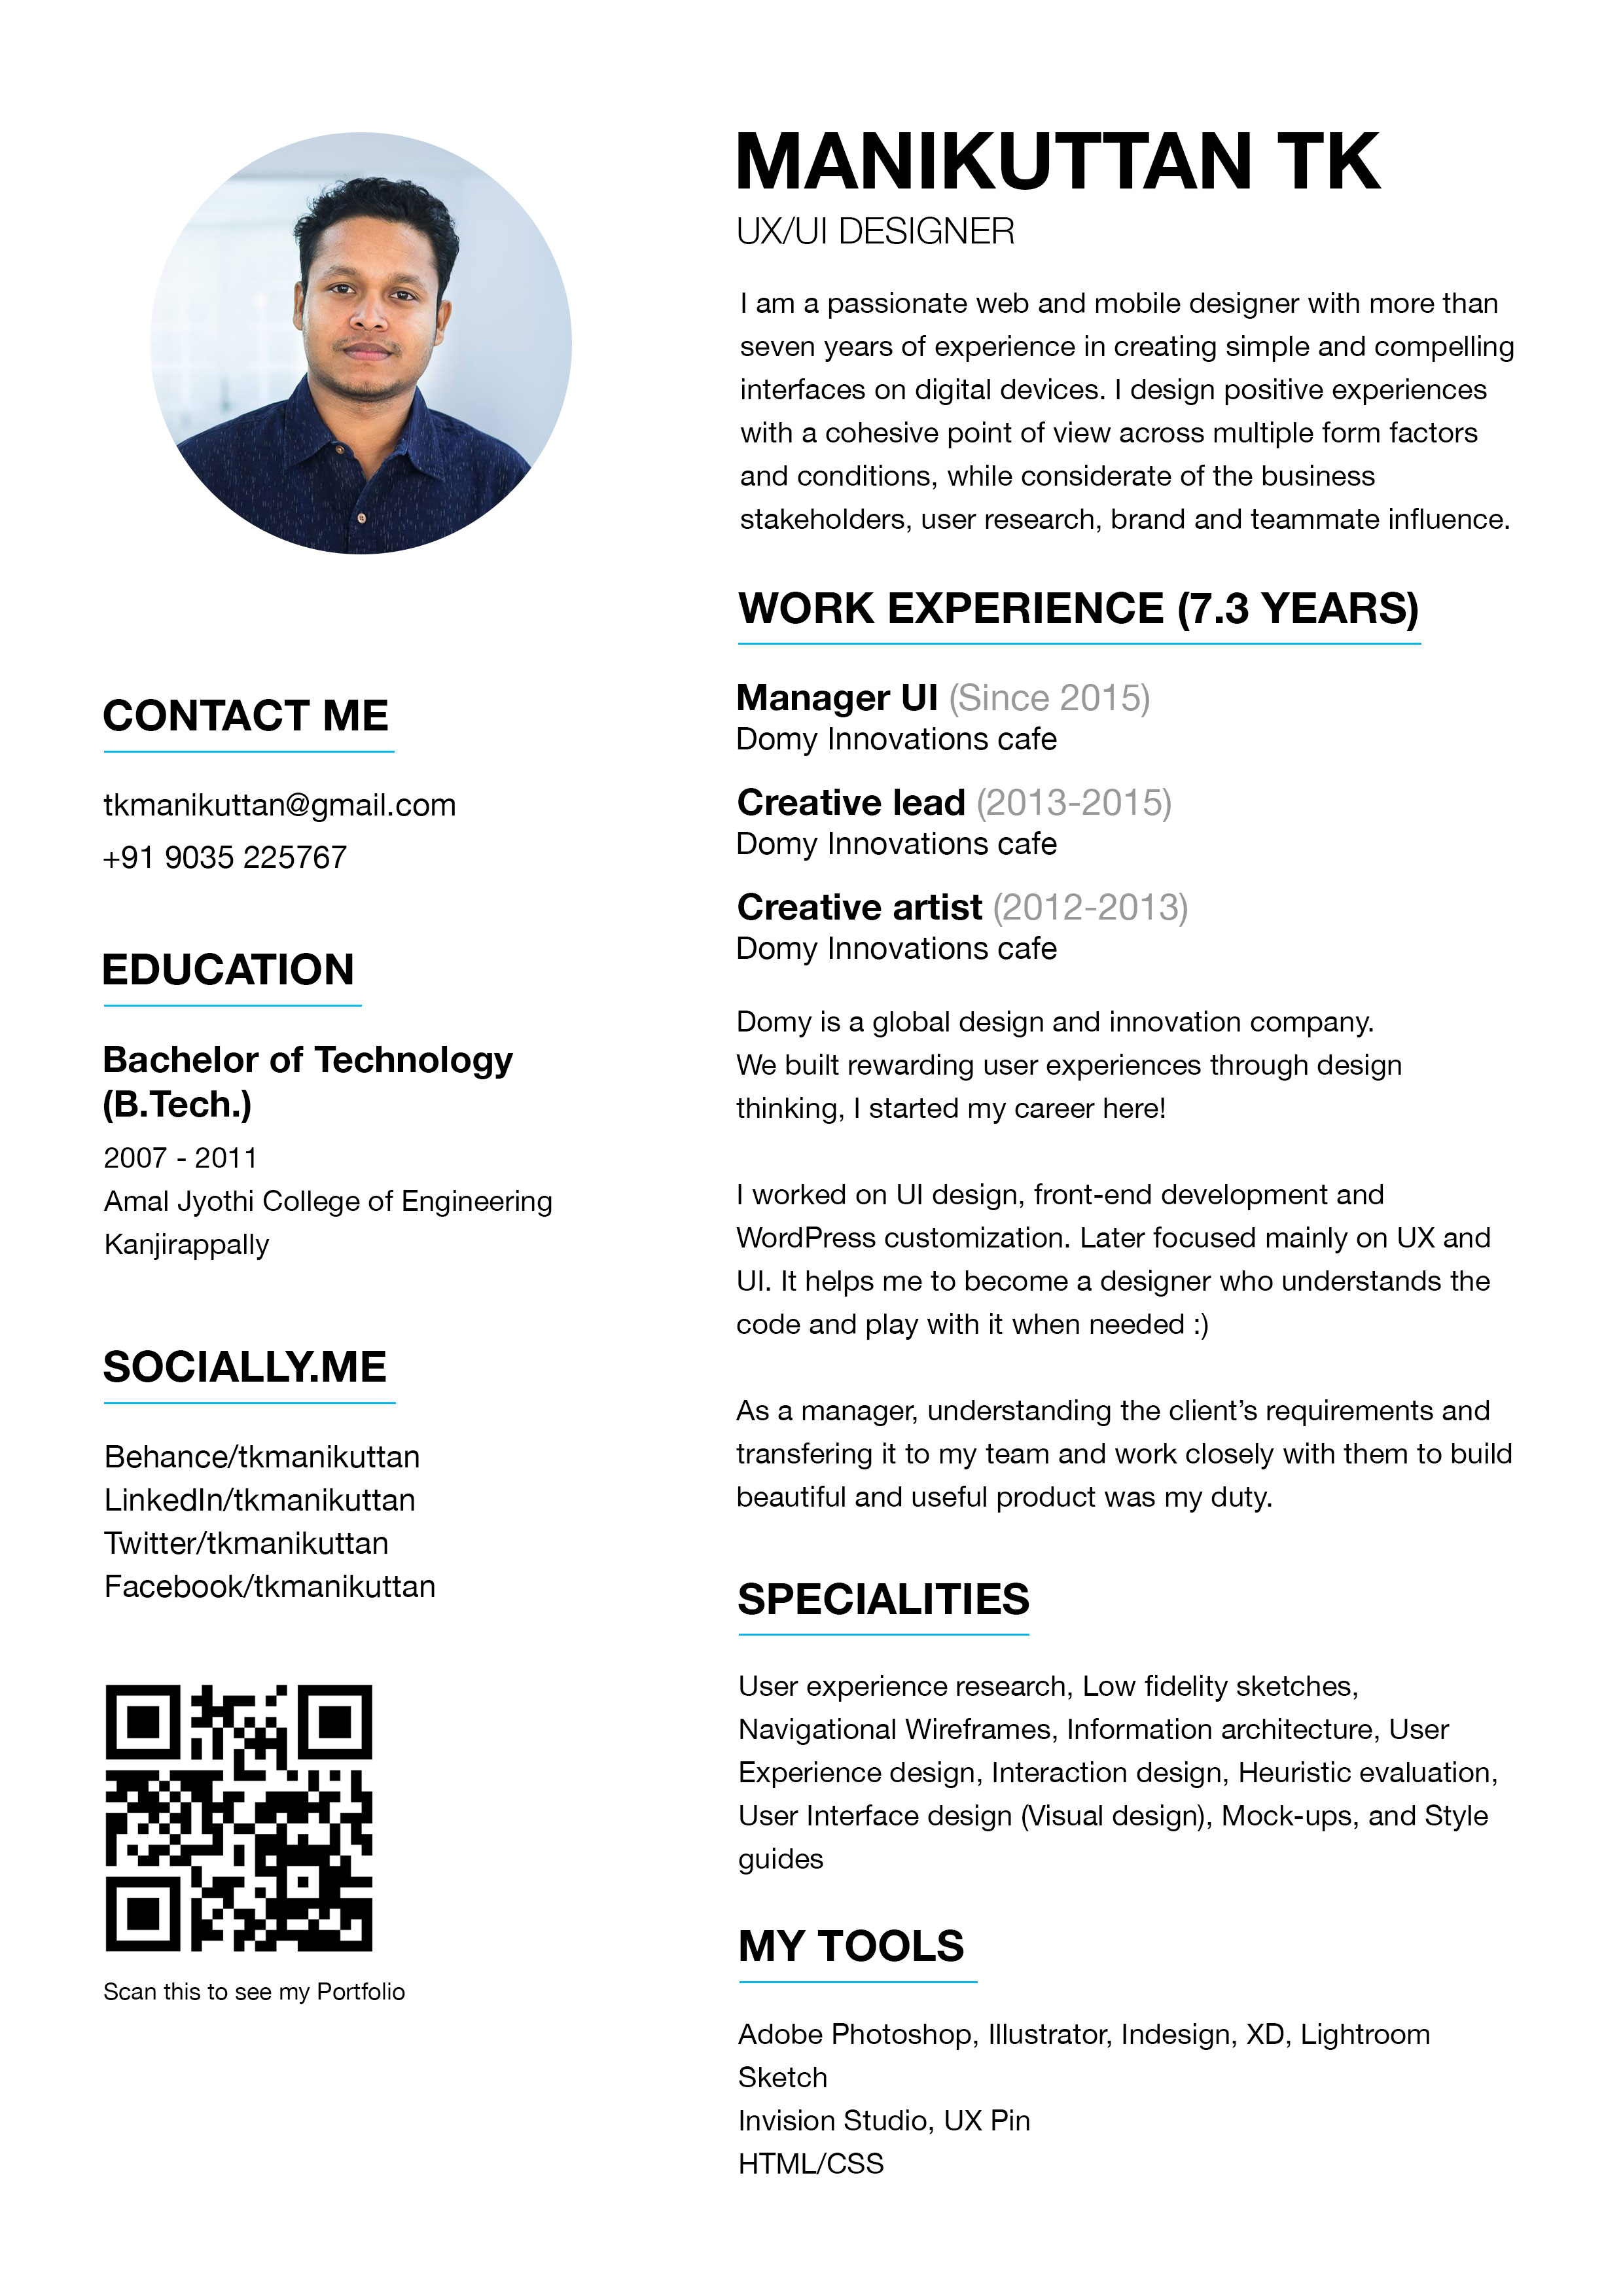 MANIKUTTAN TK
UX/UI DESIGNER
I am a passionate web and mobile designer with more than
seven years of experience in creating simple and compelling
interfaces on digital devices. I design positive experiences
with a cohesive point of view across multiple form factors
and conditions, while considerate of the business
stakeholders, user research, brand and teammate influence.
WORK EXPERIENCE (7.3 YEARS)
Manager UI (Since 2015)
Domy Innovations cafe
Creative lead (2013-2015)
Domy Innovations cafe
Creative artist (2012-2013)
Domy Innovations cafe
Domy is a global design and innovation company.
We built rewarding user experiences through design
thinking, I started my career here!
I worked on UI design, front-end development and
WordPress customization. Later focused mainly on UX and
UI. It helps me to become a designer who understands the
code and play with it when needed :)
As a manager, understanding the client’s requirements and
transfering it to my team and work closely with them to build
beautiful and useful product was my duty.
SPECIALITIES
User experience research, Low fidelity sketches,
Navigational Wireframes, Information architecture, User
Experience design, Interaction design, Heuristic evaluation,
User Interface design (Visual design), Mock-ups, and Style
guides
MY TOOLS
Adobe Photoshop, Illustrator, Indesign, XD, Lightroom
Sketch
Invision Studio, UX Pin
HTML/CSS
CONTACT ME
tkmanikuttan@gmail.com
+91 9035 225767
EDUCATION
Bachelor of Technology
(B.Tech.)
2007 - 2011
Amal Jyothi College of Engineering
Kanjirappally
SOCIALLY.ME
Behance/tkmanikuttan
LinkedIn/tkmanikuttan
Twitter/tkmanikuttan
Facebook/tkmanikuttan
Scan this to see my Portfolio